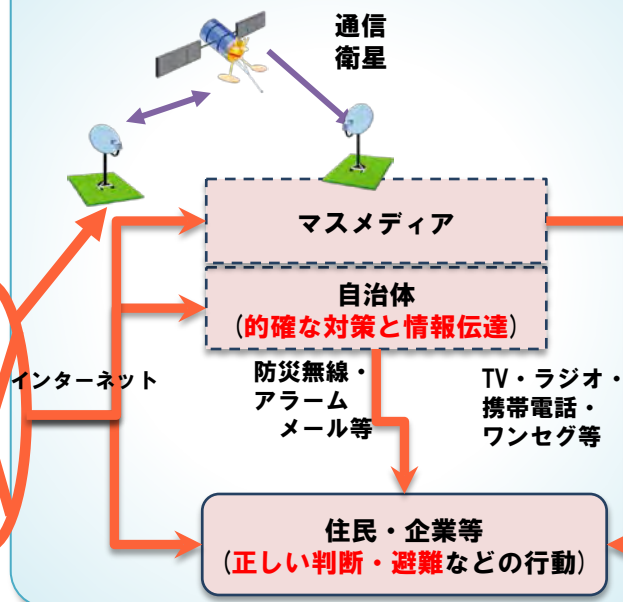 通信
衛星
マスメディア
自治体
(的確な対策と情報伝達)
インターネット
防災無線・
アラーム
メール等
TV・ラジオ・
携帯電話・
ワンセグ等
住民・企業等
(正しい判断・避難などの行動)